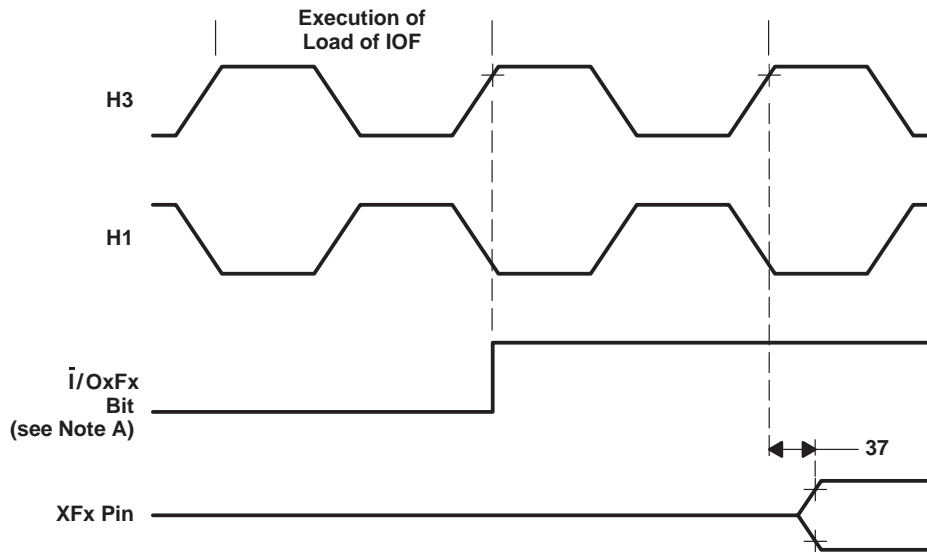 Execution of
Load of IOF
H3
H1
Ī/OxFx
Bit
(see Note A)
37
XFx Pin